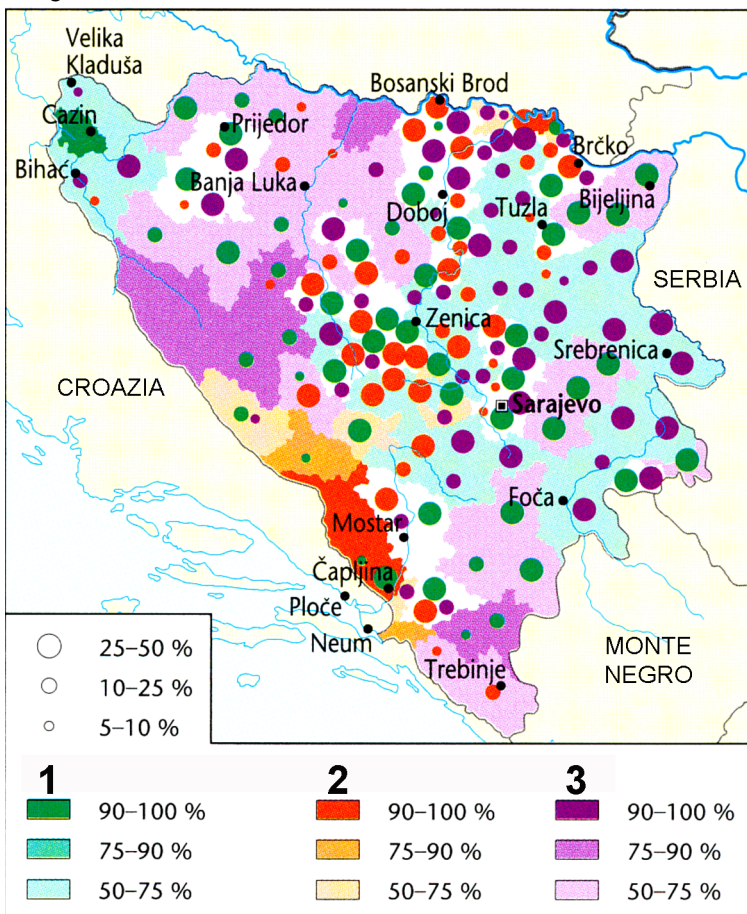 Velika
Kladuša
Bosanski Brod
Cazin
Prijedor
Brčko
Bihać
Banja Luka
Bijeljina
Doboj
Tuzla
SERBIA
Zenica
Srebrenica
CROAZIA
Sarajevo
Foča
Mostar
Čapljina
Ploče
Neum
MONTE
NEGRO
Trebinje
25–50 %
10–25 %
5–10 %
1 2 3
90–100 % 90–100 % 90–100 %
75–90 % 75–90 % 75–90 %
50–75 % 50–75 % 50–75 %